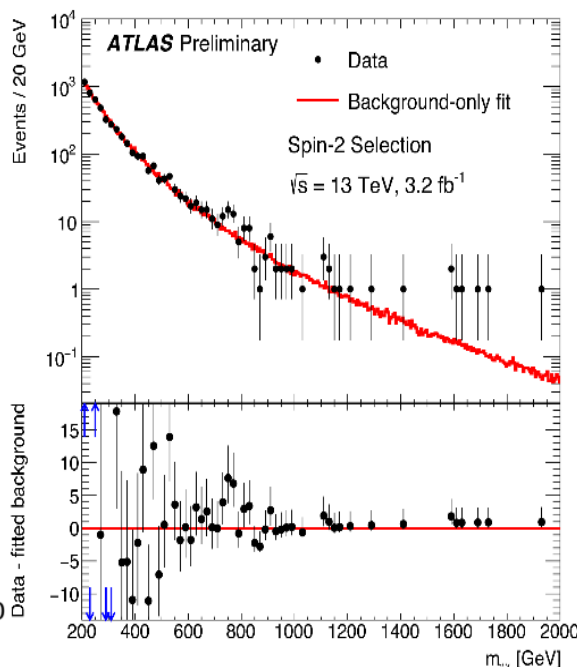 ATLAS Preliminary
Data
Background-only fit
Spin-2 Selection
√s = 13 TeV, 3.2 fb⁻¹
Events / 20 GeV
10⁴
10³
10²
10
1
10⁻¹
Data - fitted background
15
10
5
0
−5
−10
200 400 600 800 1000 1200 1400 1600 1800 2000
[GeV]